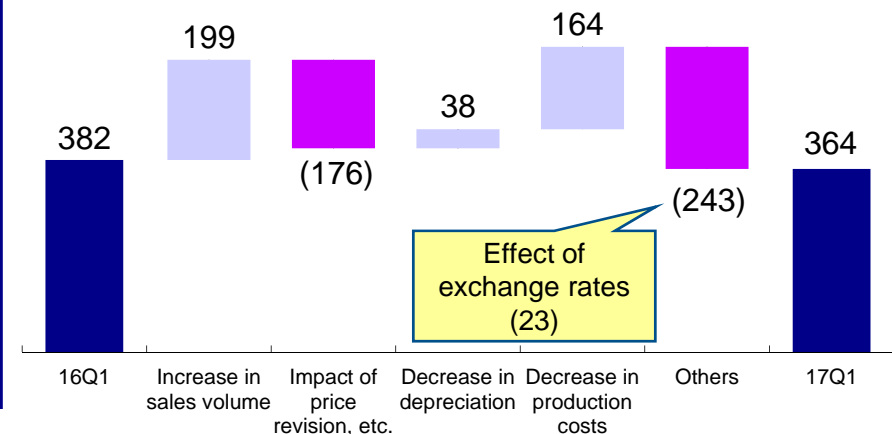 199
164
38
382
364
(176)
(243)
Effect of
exchange rates
(23)
16Q1
Increase in
sales volume
Impact of
price
revision, etc.
Decrease in
depreciation
Decrease in
production
costs
Others
17Q1